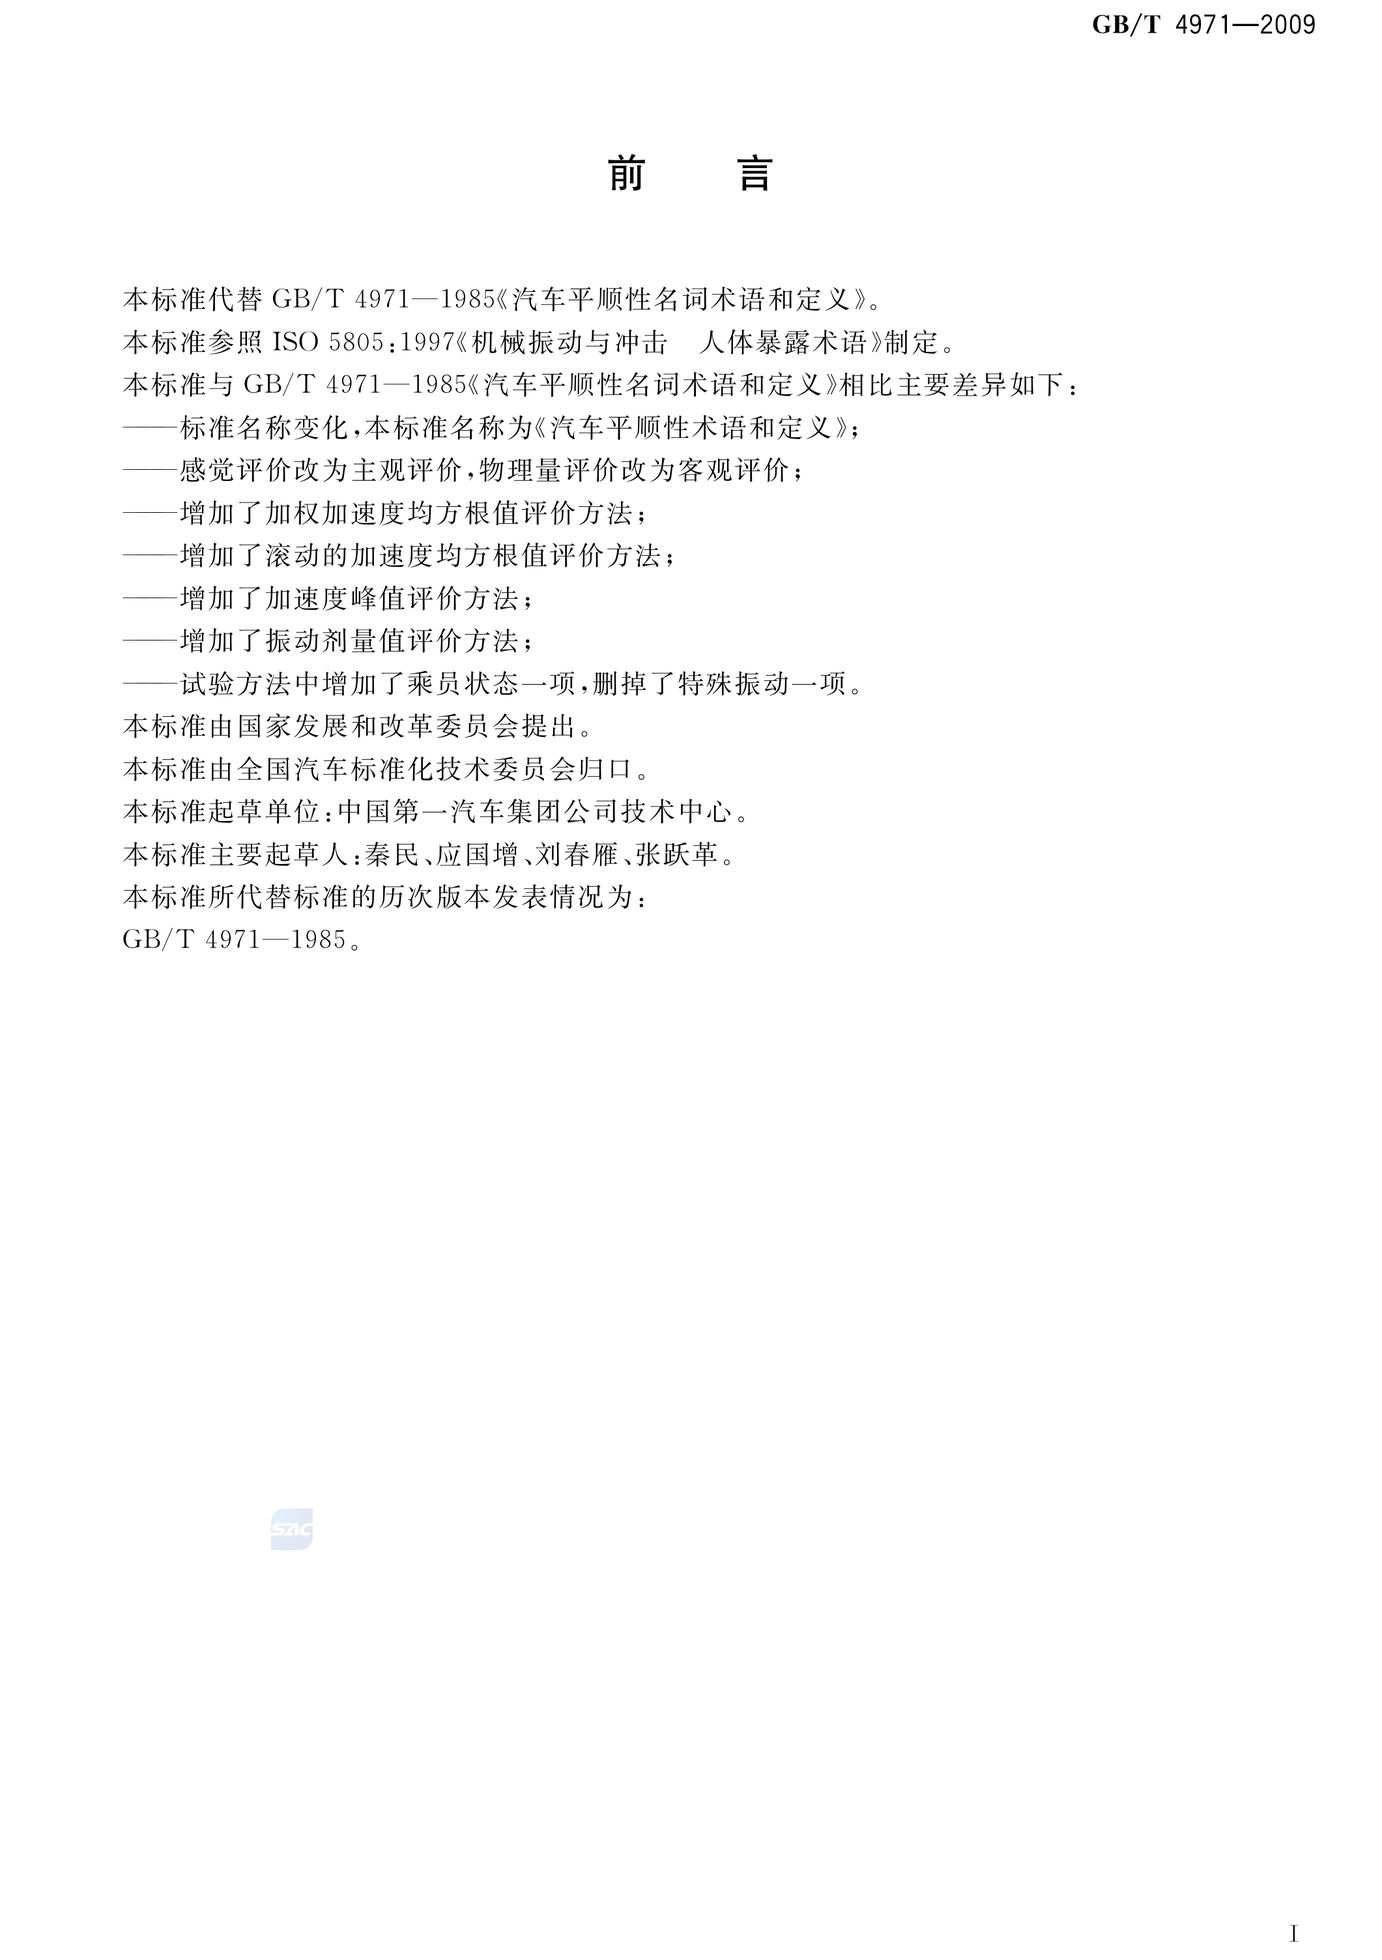 GB/T 4971—2009
前 言
本标准代替 GB/T 4971—1985《汽车平顺性名词术语和定义》。
本标准参照 ISO 5805:1997《机械振动与冲击　人体暴露术语》制定。
本标准与 GB/T 4971—1985《汽车平顺性名词术语和定义》相比主要差异如下:
——标准名称变化,本标准名称为《汽车平顺性术语和定义》;
——感觉评价改为主观评价,物理量评价改为客观评价;
——增加了加权加速度均方根值评价方法;
——增加了滚动的加速度均方根值评价方法;
——增加了加速度峰值评价方法;
——增加了振动剂量值评价方法;
——试验方法中增加了乘员状态一项,删掉了特殊振动一项。
本标准由国家发展和改革委员会提出。
本标准由全国汽车标准化技术委员会归口。
本标准起草单位:中国第一汽车集团公司技术中心。
本标准主要起草人:秦民、应国增、刘春雁、张跃革。
本标准所代替标准的历次版本发表情况为:
GB/T 4971—1985。
SAC
I